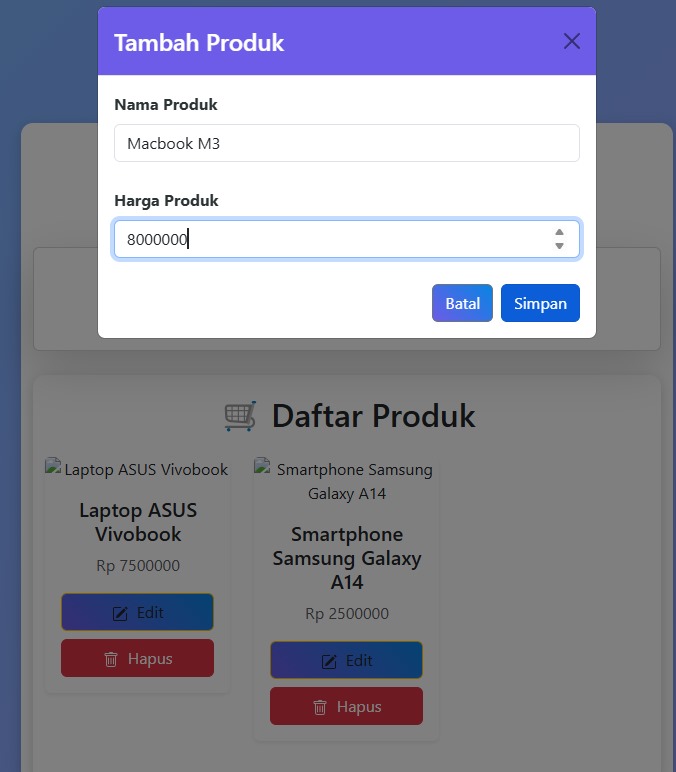 Tambah Produk
Nama Produk
Macbook M3
Harga Produk
8000000
Batal
Simpan
Daftar Produk
Laptop ASUS Vivobook
Laptop ASUS
Vivobook
Rp 7500000
Edit
Hapus
Smartphone Samsung
Galaxy A14
Smartphone
Samsung Galaxy
A14
Rp 2500000
Edit
Hapus